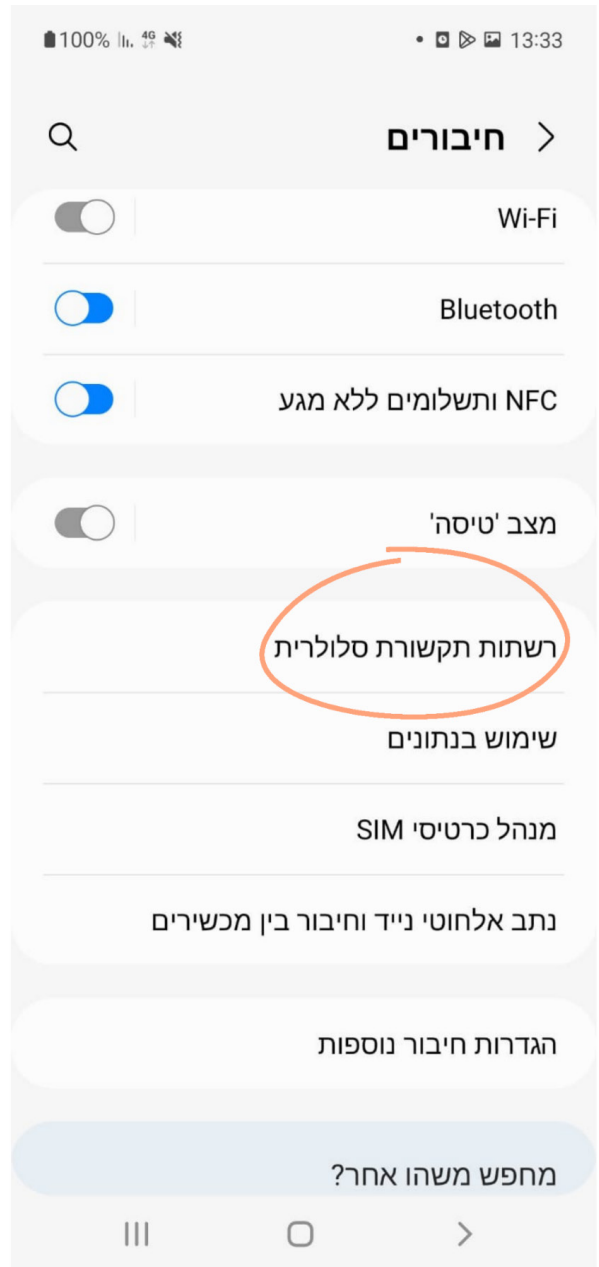 100% 4G 13:33
חיבורים
Wi-Fi
Bluetooth
NFC ותשלומים ללא מגע
מצב 'טיסה'
רשתות תקשורת סלולרית
שימוש בנתונים
מנהל כרטיסי SIM
נתב אלחוטי נייד וחיבור בין מכשירים
הגדרות חיבור נוספות
מחפש משהו אחר?